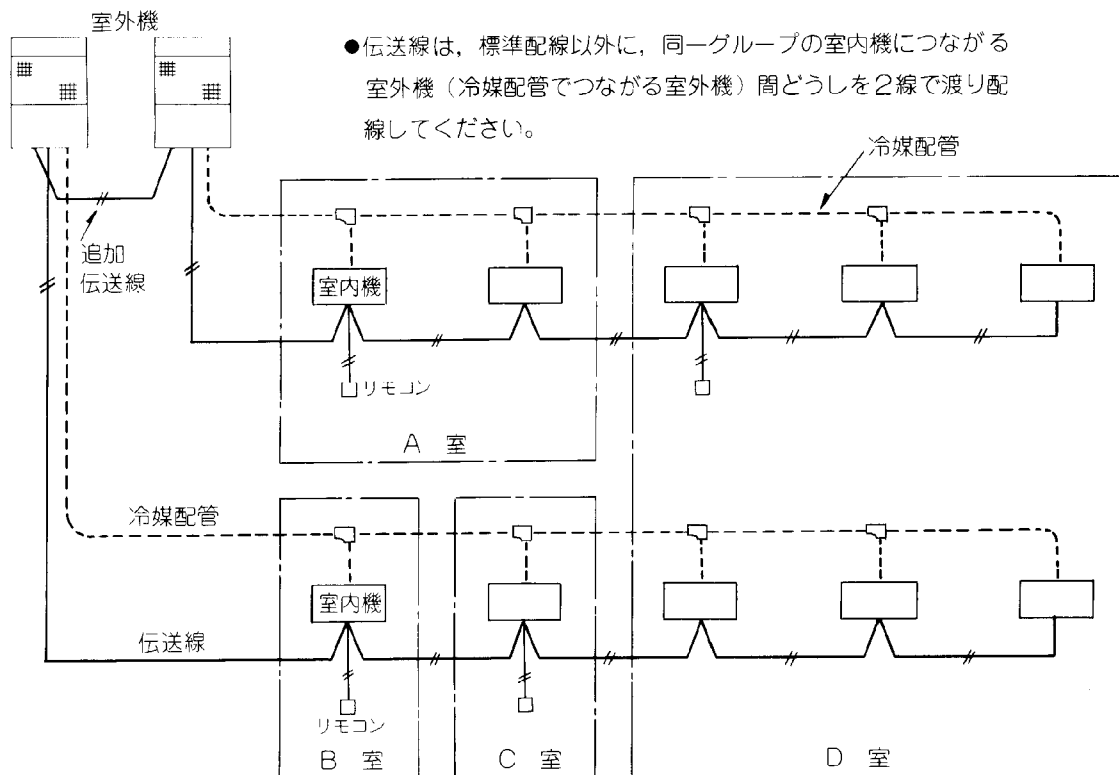 室外機
●伝送線は，標準配線以外に，同一グループの室内機につながる
室外機（冷媒配管でつながる室外機）間どうしを2線で渡り配
線してください。
冷媒配管
追加
伝送線
室内機
リモコン
A 室
冷媒配管
室内機
伝送線
リモコン
B 室
C 室
D 室